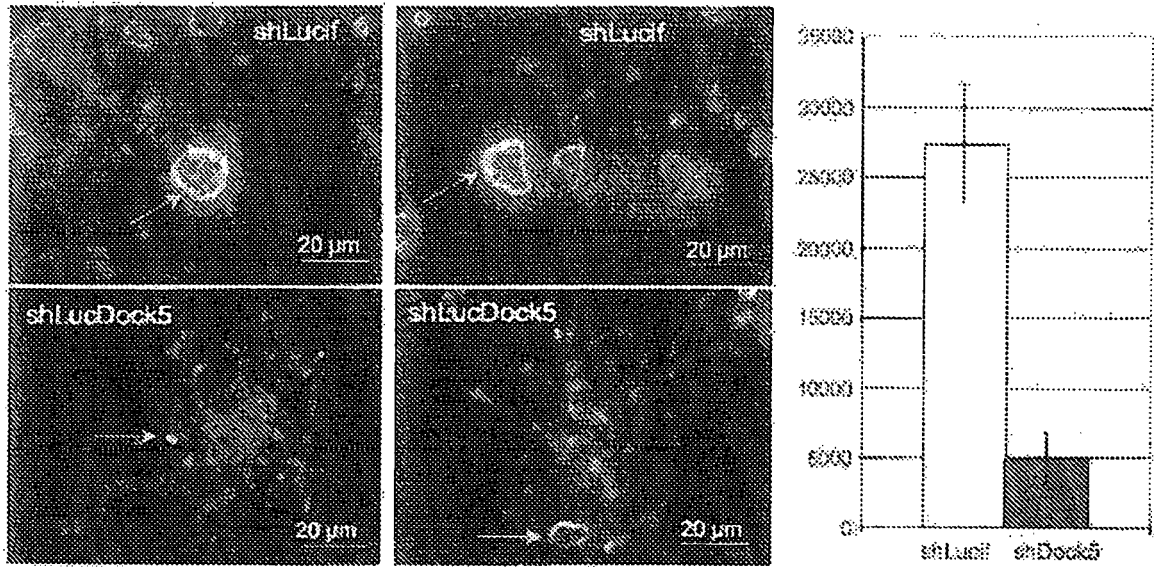 shLucif
20 µm
shLucif
20 µm
shLucDock5
20 µm
shLucDock5
20 µm
35000
30000
25000
20000
15000
10000
5000
0
shLucif shDock5